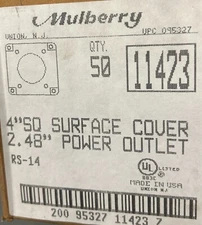 Mulberry
UNION, N.J.
UPC 095327
QTY.
50
11423
4"SQ SURFACE COVER
2.48" POWER OUTLET
RS-14
UL
LISTED
MADE IN USA
UNION NJ
200 95327 11423 7